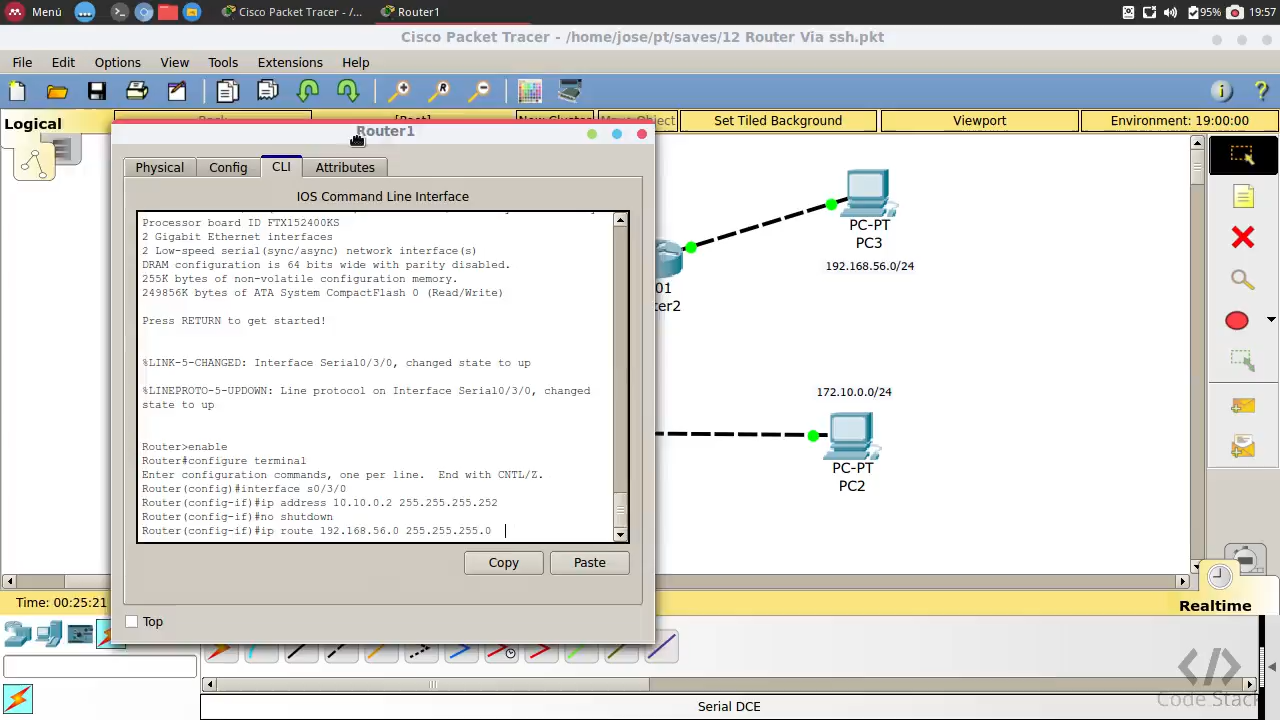 Menú
Cisco Packet Tracer - /...
Router1
95%
19:57
Cisco Packet Tracer - /home/jose/pt/saves/12 Router Via ssh.pkt
File Edit Options View Tools Extensions Help
Logical
[Root]
New Cluster
Move Object
Set Tiled Background
Viewport
Environment: 19:00:00
Router1
Physical
Config
CLI
Attributes
IOS Command Line Interface
Processor board ID FTX152400KS
2 Gigabit Ethernet interfaces
2 Low-speed serial(sync/async) network interface(s)
DRAM configuration is 64 bits wide with parity disabled.
255K bytes of non-volatile configuration memory.
249856K bytes of ATA System CompactFlash 0 (Read/Write)
Press RETURN to get started!
%LINK-5-CHANGED: Interface Serial0/3/0, changed state to up
%LINEPROTO-5-UPDOWN: Line protocol on Interface Serial0/3/0, changed
state to up
Router>enable
Router#configure terminal
Enter configuration commands, one per line.  End with CNTL/Z.
Router(config)#interface s0/3/0
Router(config-if)#ip address 10.10.0.2 255.255.255.252
Router(config-if)#no shutdown
Router(config-if)#ip route 192.168.56.0 255.255.255.0
Copy
Paste
Top
PC-PT
PC3
192.168.56.0/24
01
ter2
172.10.0.0/24
PC-PT
PC2
Time: 00:25:21
Realtime
Serial DCE
Code Stack